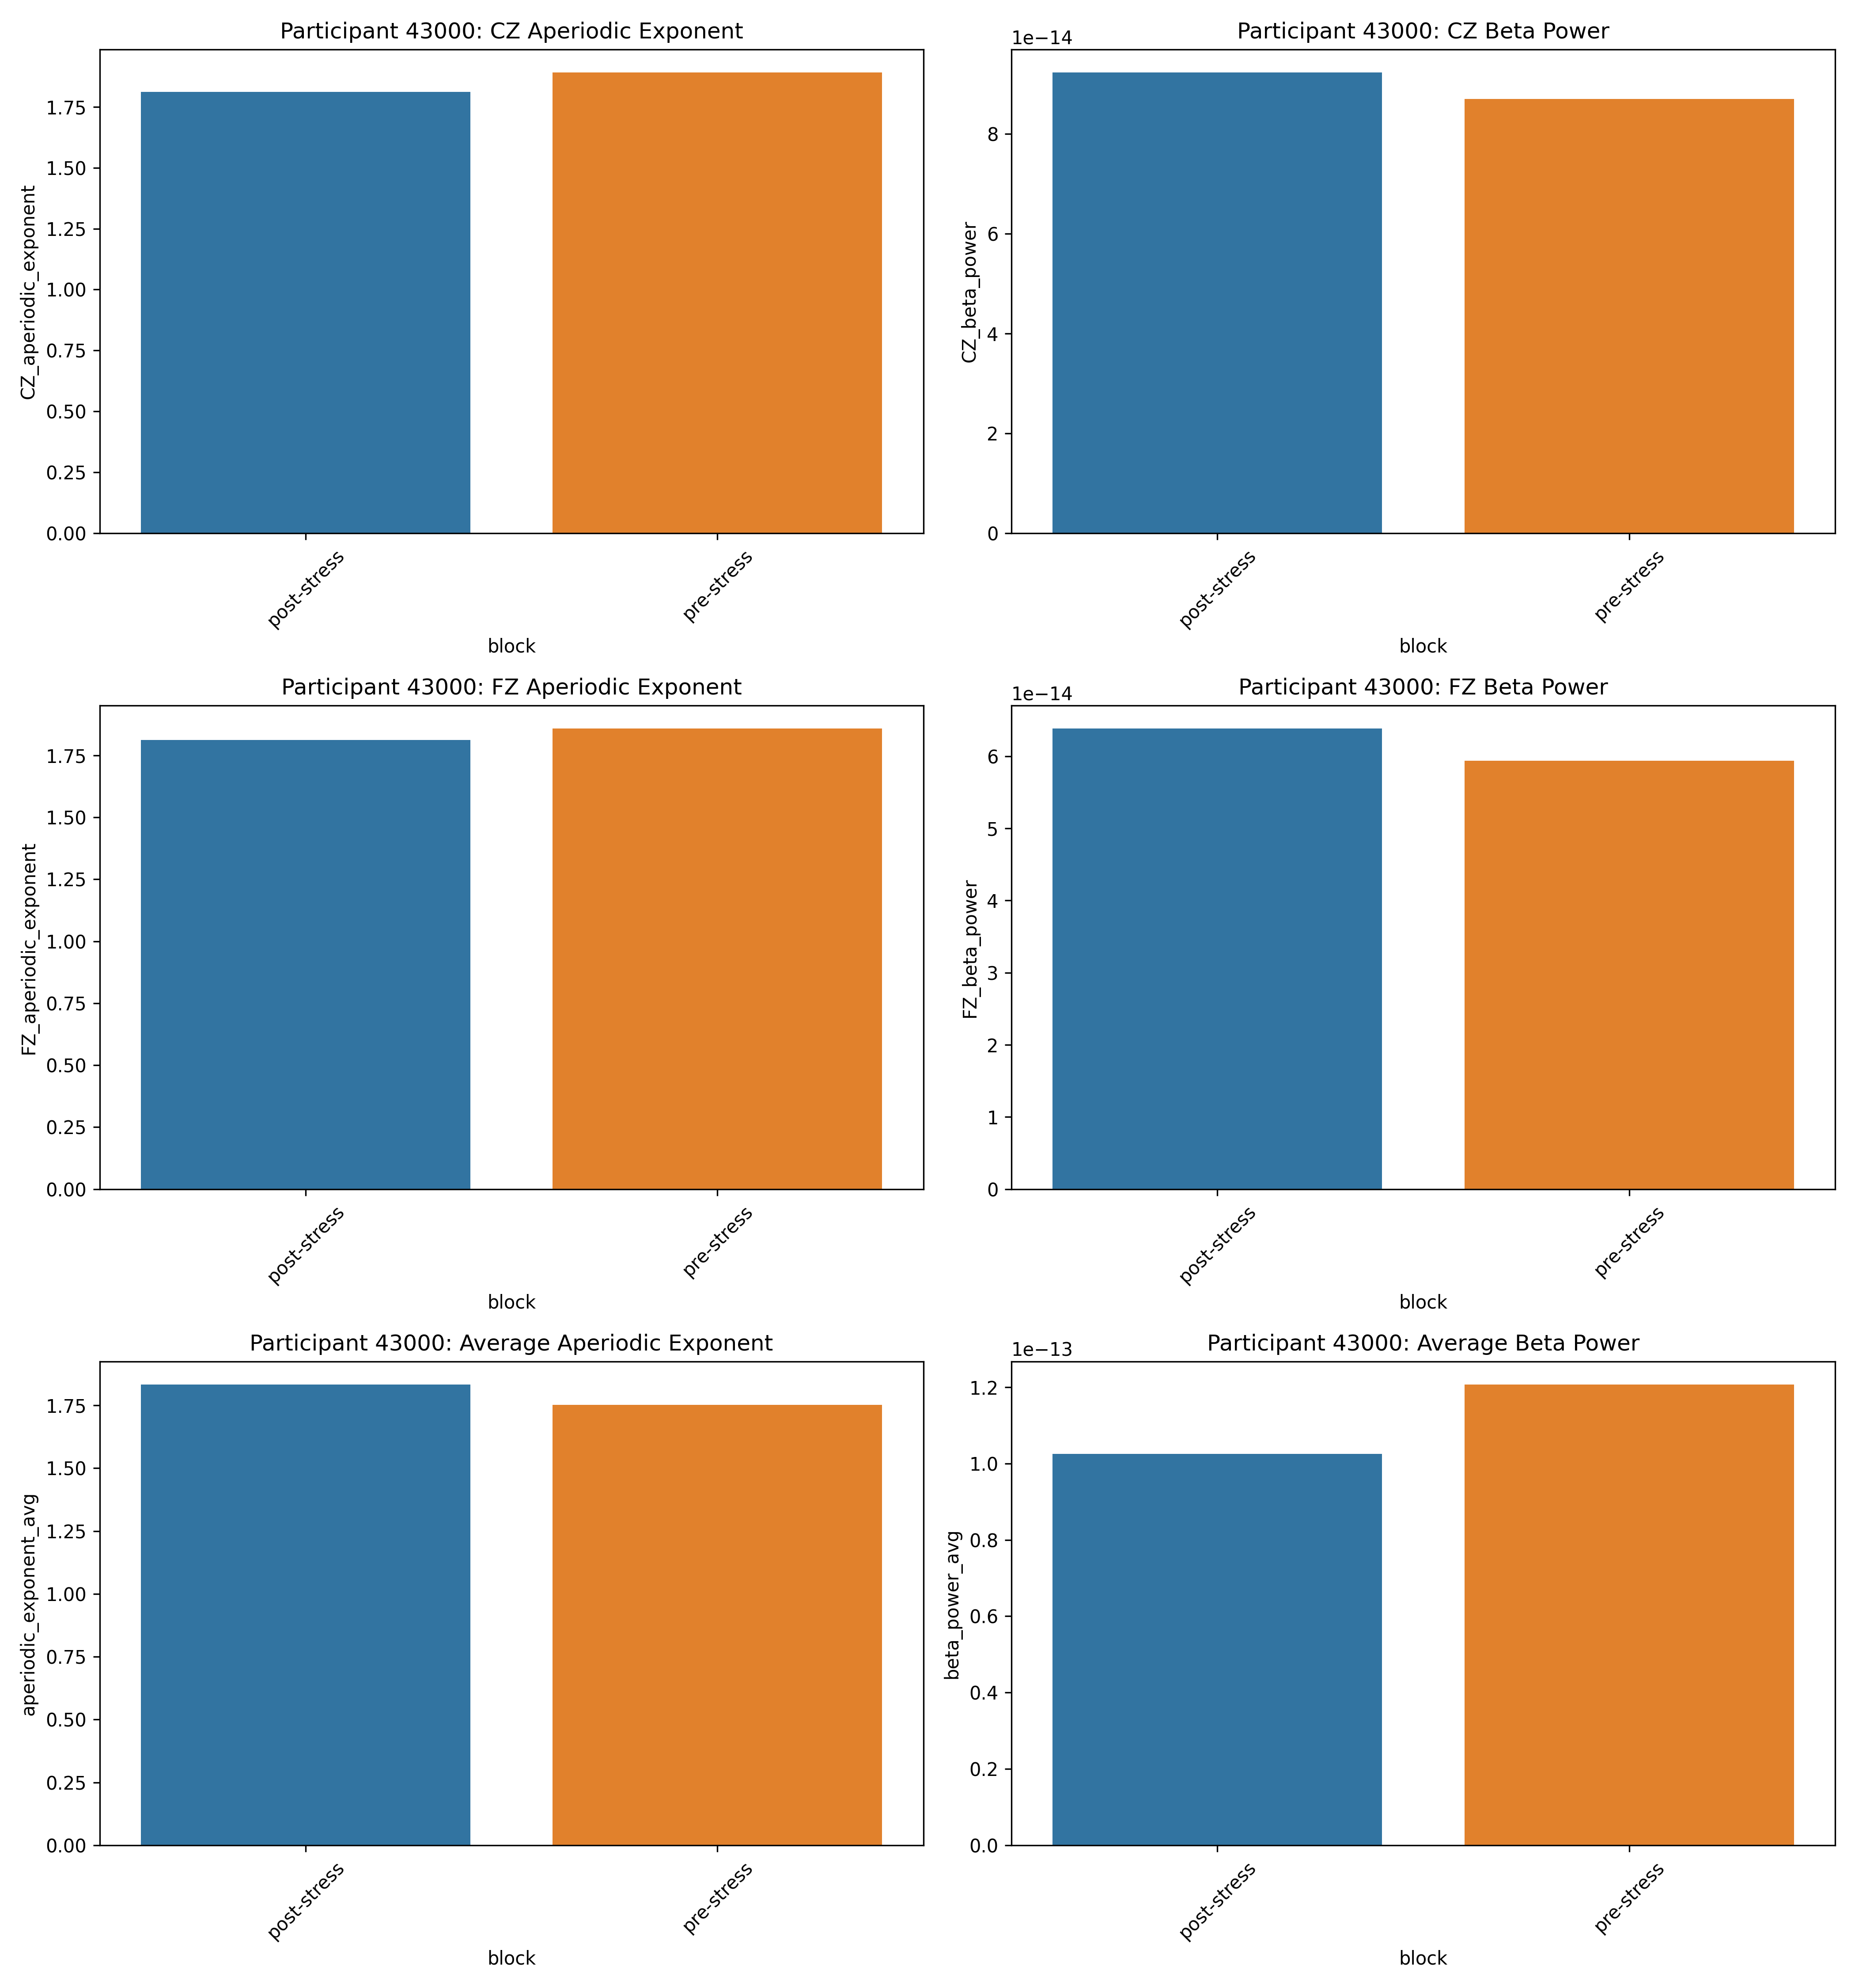 Participant 43000: CZ Aperiodic Exponent
CZ_aperiodic_exponent
1.75
1.50
1.25
1.00
0.75
0.50
0.25
0.00
post-stress
pre-stress
block
Participant 43000: CZ Beta Power
1e−14
CZ_beta_power
8
6
4
2
0
post-stress
pre-stress
block
Participant 43000: FZ Aperiodic Exponent
FZ_aperiodic_exponent
1.75
1.50
1.25
1.00
0.75
0.50
0.25
0.00
post-stress
pre-stress
block
Participant 43000: FZ Beta Power
1e−14
FZ_beta_power
6
5
4
3
2
1
0
post-stress
pre-stress
block
Participant 43000: Average Aperiodic Exponent
aperiodic_exponent_avg
1.75
1.50
1.25
1.00
0.75
0.50
0.25
0.00
post-stress
pre-stress
block
Participant 43000: Average Beta Power
1e−13
beta_power_avg
1.2
1.0
0.8
0.6
0.4
0.2
0.0
post-stress
pre-stress
block